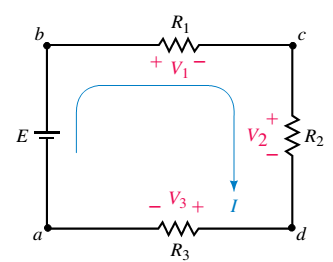 R1
b c
+ V1 −
E V2 + − R2
− V3 + I
a d
R3